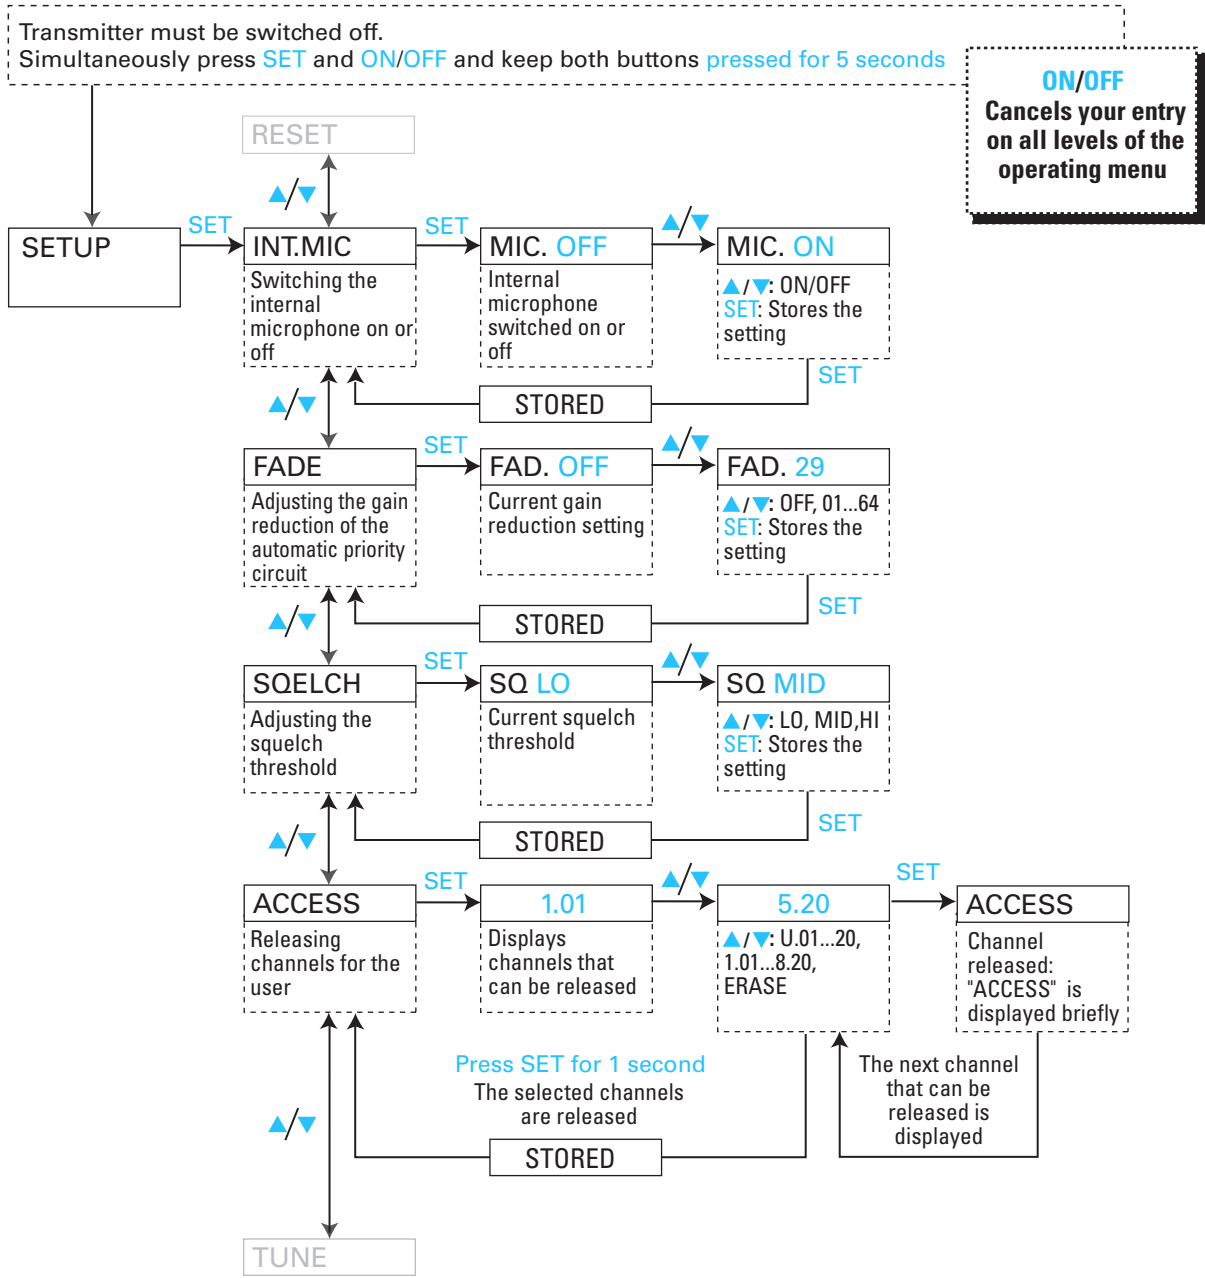 Transmitter must be switched off.
Simultaneously press SET and ON/OFF and keep both buttons pressed for 5 seconds
ON/OFF
Cancels your entry
on all levels of the
operating menu
RESET
▲/▼
SETUP
SET
INT.MIC
Switching the
internal
microphone on or
off
SET
MIC. OFF
Internal
microphone
switched on or
off
▲/▼
MIC. ON
▲/▼: ON/OFF
SET: Stores the
setting
SET
STORED
▲/▼
FADE
Adjusting the gain
reduction of the
automatic priority
circuit
SET
FAD. OFF
Current gain
reduction setting
▲/▼
FAD. 29
▲/▼: OFF, 01...64
SET: Stores the
setting
SET
STORED
▲/▼
SQELCH
Adjusting the
squelch
threshold
SET
SQ LO
Current squelch
threshold
▲/▼
SQ MID
▲/▼: LO, MID,HI
SET: Stores the
setting
SET
STORED
▲/▼
ACCESS
Releasing
channels for the
user
SET
1.01
Displays
channels that
can be released
▲/▼
5.20
▲/▼: U.01...20,
1.01...8.20,
ERASE
SET
ACCESS
Channel
released:
"ACCESS" is
displayed briefly
The next channel
that can be
released is
displayed
Press SET for 1 second
The selected channels
are released
STORED
▲/▼
TUNE